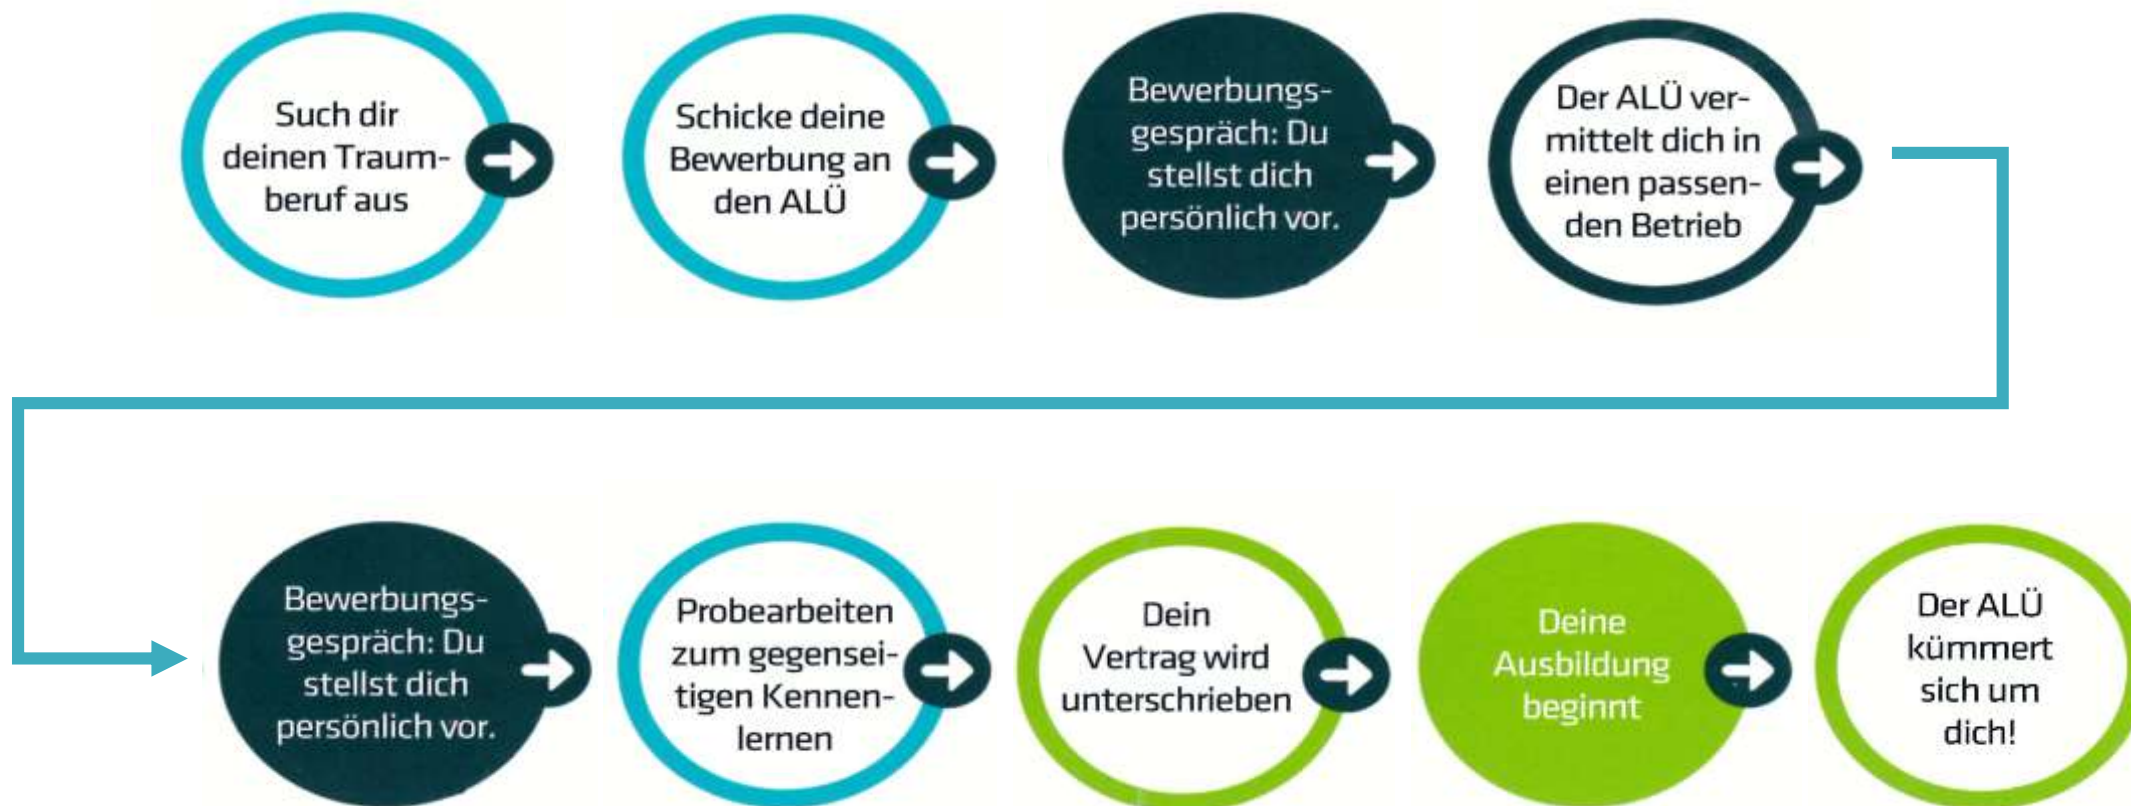 Such dir
deinen Traum-
beruf aus
Schicke deine
Bewerbung an
den ALÜ
Bewerbungs-
gespräch: Du
stellst dich
persönlich vor.
Der ALÜ ver-
mittelt dich in
einen passen-
den Betrieb
Bewerbungs-
gespräch: Du
stellst dich
persönlich vor.
Probearbeiten
zum gegensei-
tigen Kennen-
lernen
Dein
Vertrag wird
unterschrieben
Deine
Ausbildung
beginnt
Der ALÜ
kümmert
sich um
dich!